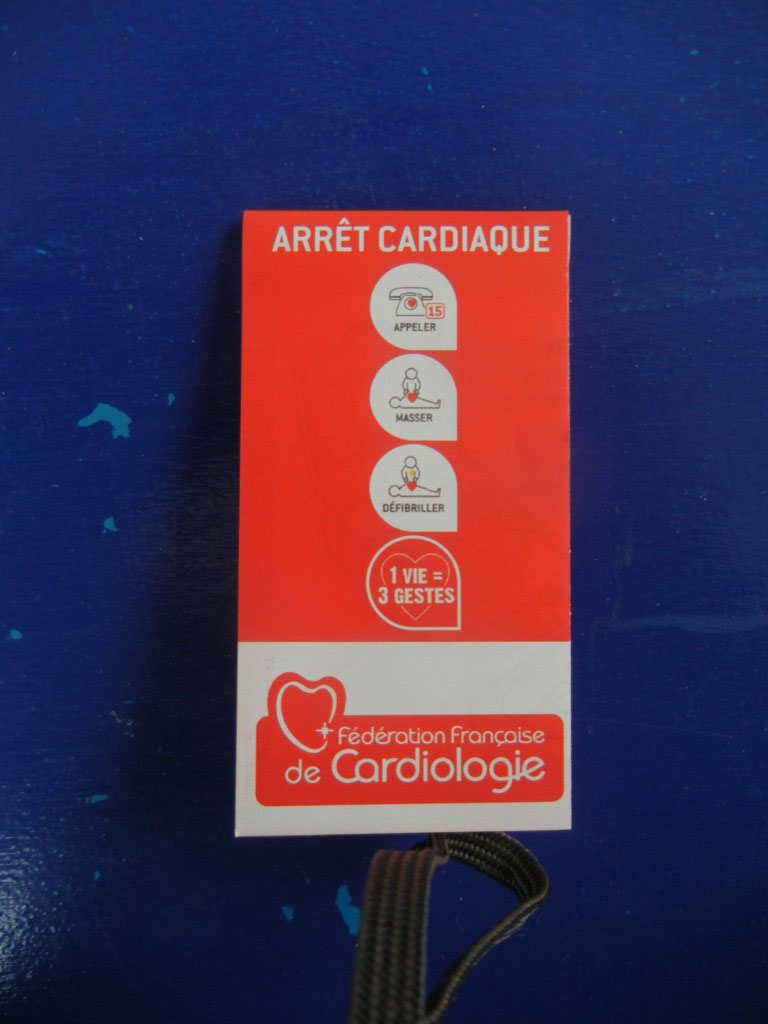 ARRÊT CARDIAQUE
15
APPELER
MASSER
DÉFIBRILLER
1 VIE =
3 GESTES
Fédération Française
de Cardiologie